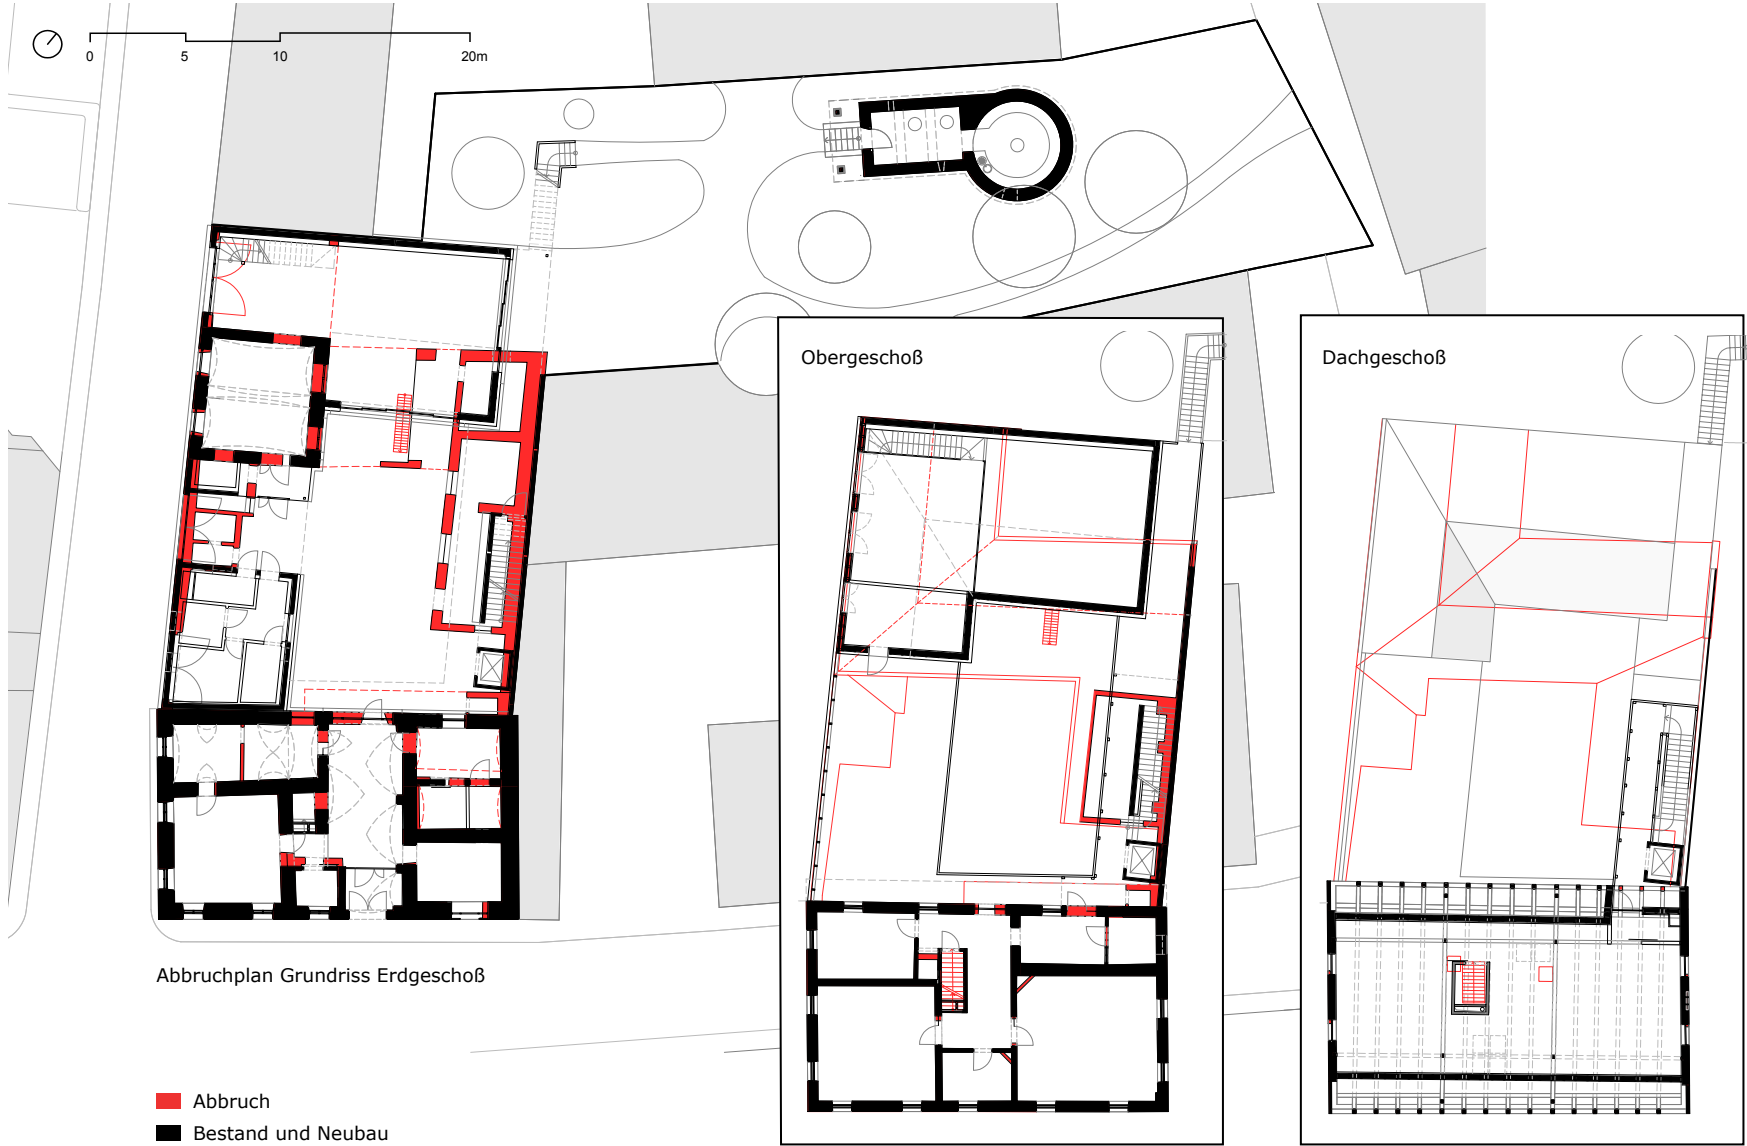 0 5 10 20m
Obergeschoß
Dachgeschoß
Abbruchplan Grundriss Erdgeschoß
Abbruch
Bestand und Neubau